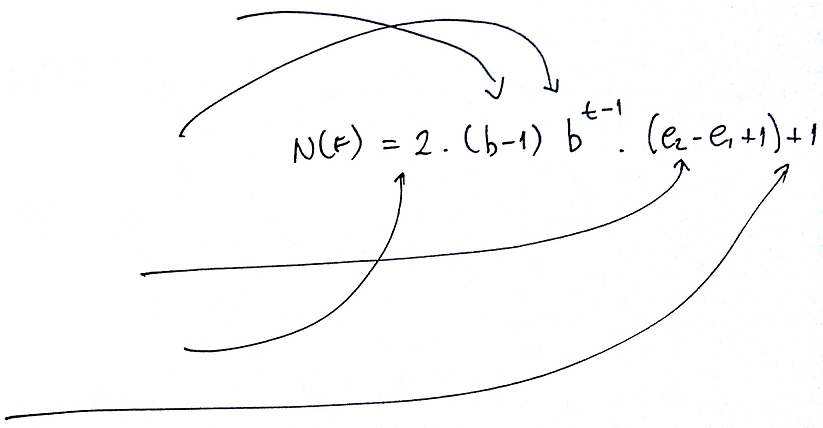 N(F) = 2 · (b-1) b^{t-1} · (e₂ - e₁ + 1) + 1